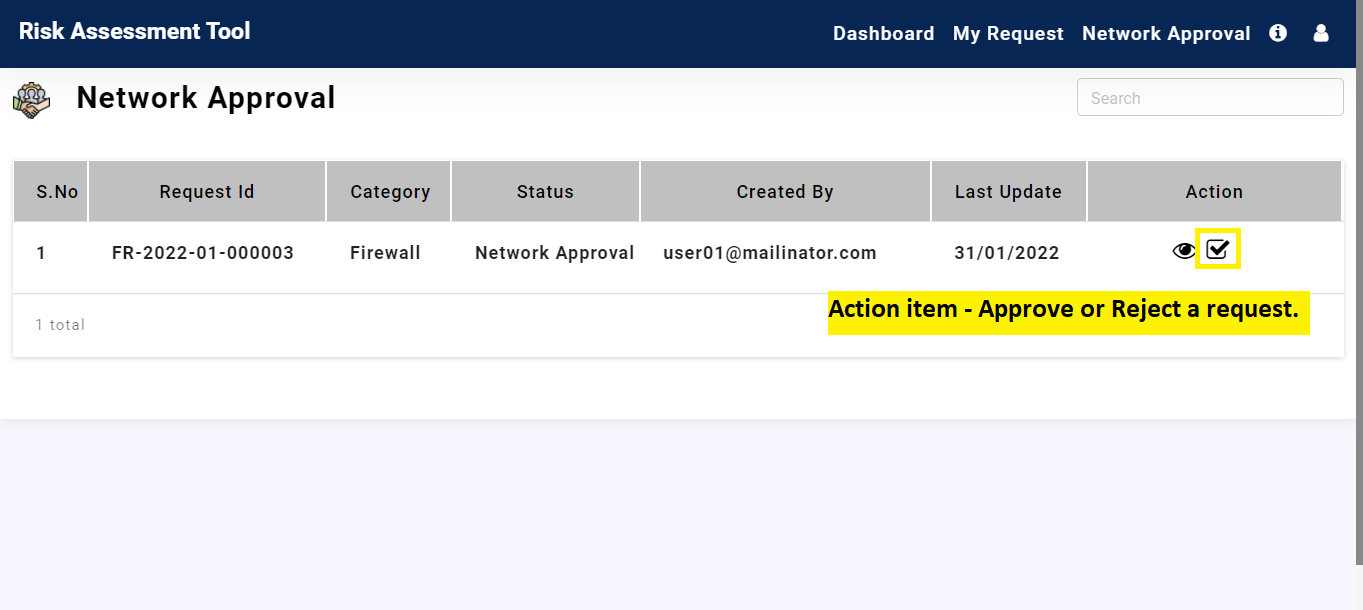 Risk Assessment Tool
Dashboard My Request Network Approval
Network Approval
Search
S.No Request Id Category Status Created By Last Update Action
1 FR-2022-01-000003 Firewall Network Approval user01@mailinator.com 31/01/2022
Action item - Approve or Reject a request.
1 total